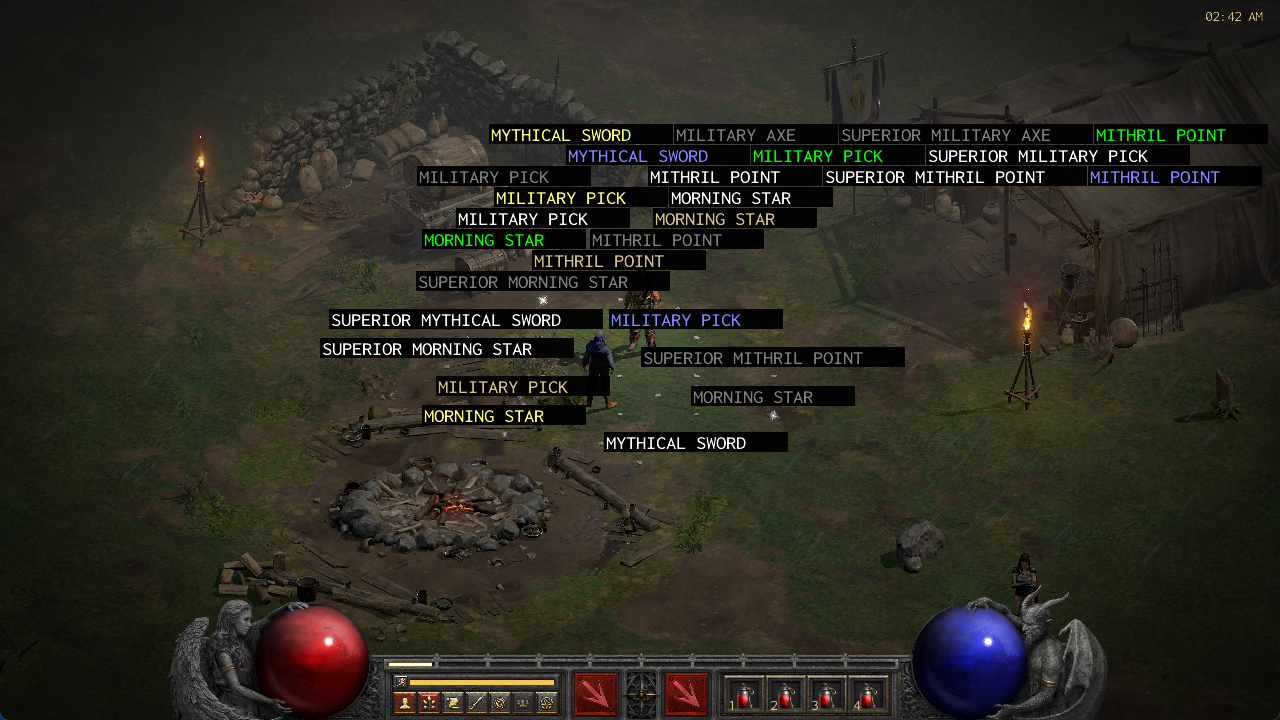 02:42 AM
MYTHICAL SWORD MILITARY AXE SUPERIOR MILITARY AXE MITHRIL POINT
MYTHICAL SWORD MILITARY PICK SUPERIOR MILITARY PICK
MILITARY PICK MITHRIL POINT SUPERIOR MITHRIL POINT MITHRIL POINT
MILITARY PICK MORNING STAR
MILITARY PICK MORNING STAR
MORNING STAR MITHRIL POINT
MITHRIL POINT
SUPERIOR MORNING STAR
SUPERIOR MYTHICAL SWORD MILITARY PICK
SUPERIOR MORNING STAR
SUPERIOR MITHRIL POINT
MILITARY PICK
MORNING STAR
MORNING STAR
MYTHICAL SWORD
1 2 3 4